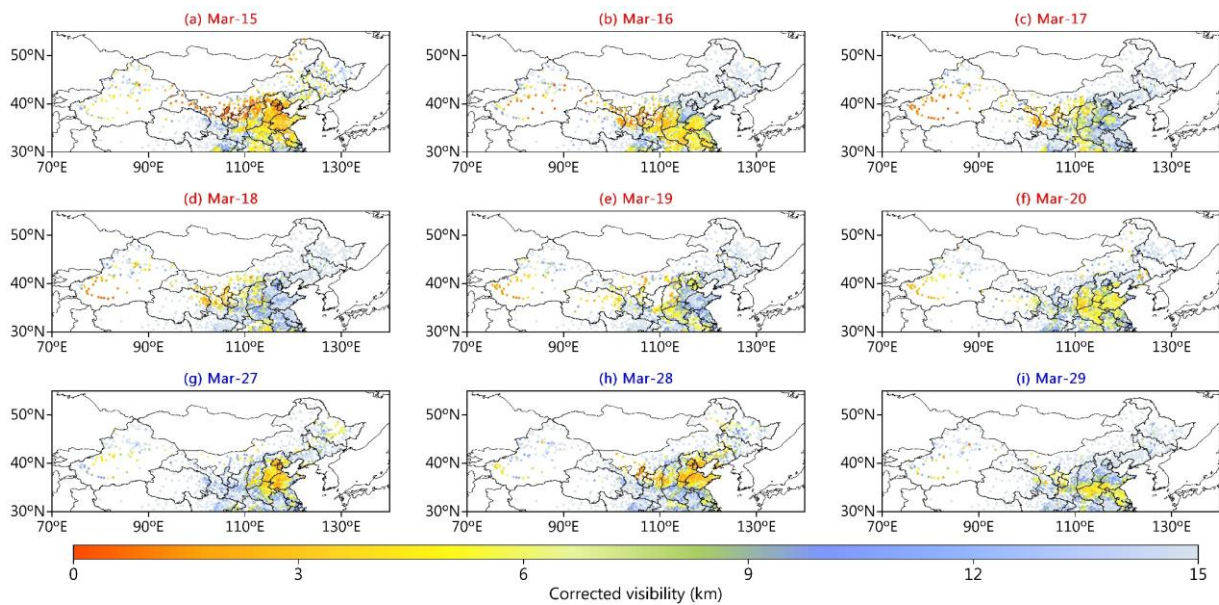 (a) Mar-15 (b) Mar-16 (c) Mar-17
50°N 50°N 50°N
40°N 40°N 40°N
30°N 30°N 30°N
70°E 90°E 110°E 130°E 70°E 90°E 110°E 130°E 70°E 90°E 110°E 130°E
(d) Mar-18 (e) Mar-19 (f) Mar-20
50°N 50°N 50°N
40°N 40°N 40°N
30°N 30°N 30°N
70°E 90°E 110°E 130°E 70°E 90°E 110°E 130°E 70°E 90°E 110°E 130°E
(g) Mar-27 (h) Mar-28 (i) Mar-29
50°N 50°N 50°N
40°N 40°N 40°N
30°N 30°N 30°N
70°E 90°E 110°E 130°E 70°E 90°E 110°E 130°E 70°E 90°E 110°E 130°E
0 3 6 9 12 15
Corrected visibility (km)